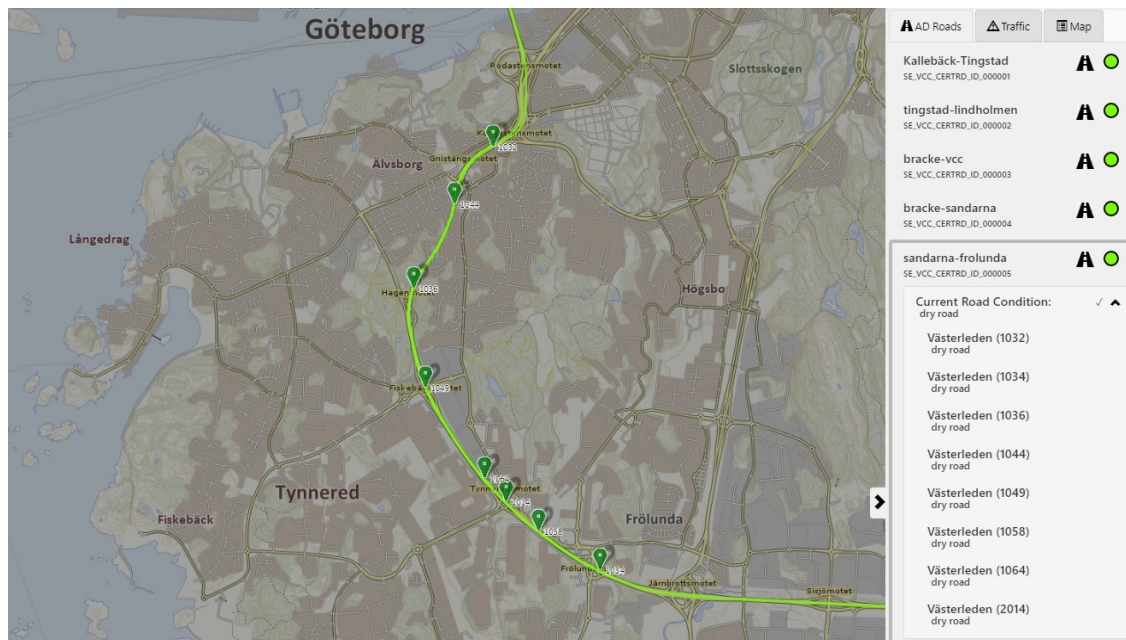 Göteborg
Rödastensmotet
Slottsskogen
1032
Gnistängsmotet
Älvsborg
1044
Långedrag
1036
Högsbo
1049
Tynnered
Fiskebäck
1058
Frölunda
1034
Järnbrottsmotet
Sisjömotet
AD Roads
Traffic
Map
Kallebäck-Tingstad
SE_VCC_CERTRD_ID_000001
tingstad-lindholmen
SE_VCC_CERTRD_ID_000002
bracke-vcc
SE_VCC_CERTRD_ID_000003
bracke-sandarna
SE_VCC_CERTRD_ID_000004
sandarna-frolunda
SE_VCC_CERTRD_ID_000005
Current Road Condition:
dry road
Västerleden (1032)
dry road
Västerleden (1034)
dry road
Västerleden (1036)
dry road
Västerleden (1044)
dry road
Västerleden (1049)
dry road
Västerleden (1058)
dry road
Västerleden (1064)
dry road
Västerleden (2014)
dry road